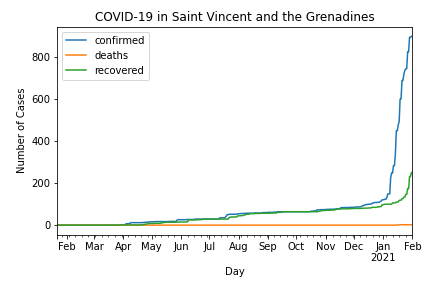 COVID-19 in Saint Vincent and the Grenadines
confirmed
deaths
recovered
Number of Cases
800
600
400
200
0
Feb Mar Apr May Jun Jul Aug Sep Oct Nov Dec Jan Feb
2021
Day